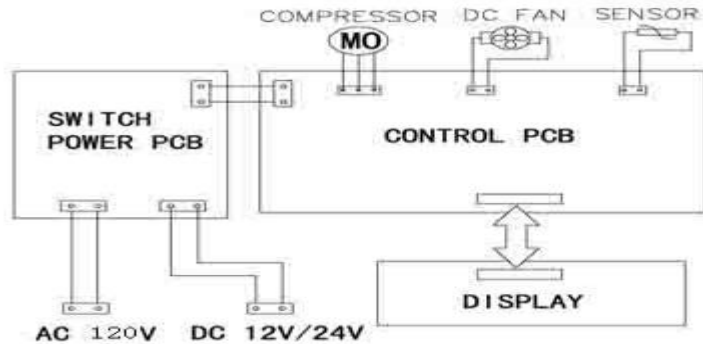 COMPRESSOR DC FAN SENSOR
MO
SWITCH
POWER PCB
CONTROL PCB
DISPLAY
AC 120V DC 12V/24V